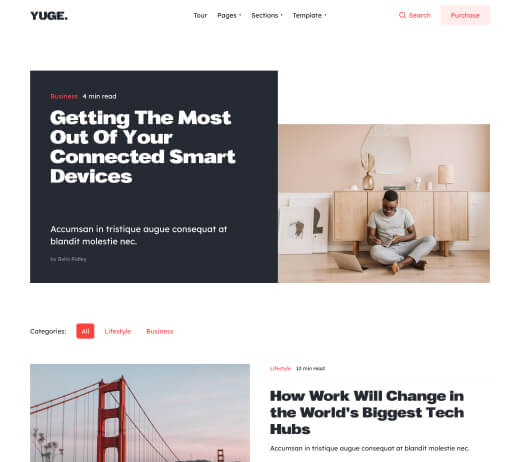 YUGE.
Tour Pages Sections Template Search Purchase
Business 4 min read
Getting The Most
Out Of Your
Connected Smart
Devices
Accumsan in tristique augue consequat at
blandit molestie nec.
by Bella Ridley
Categories: All Lifestyle Business
Lifestyle 10 min read
How Work Will Change in
the World's Biggest Tech
Hubs
Accumsan in tristique augue consequat at blandit molestie nec.